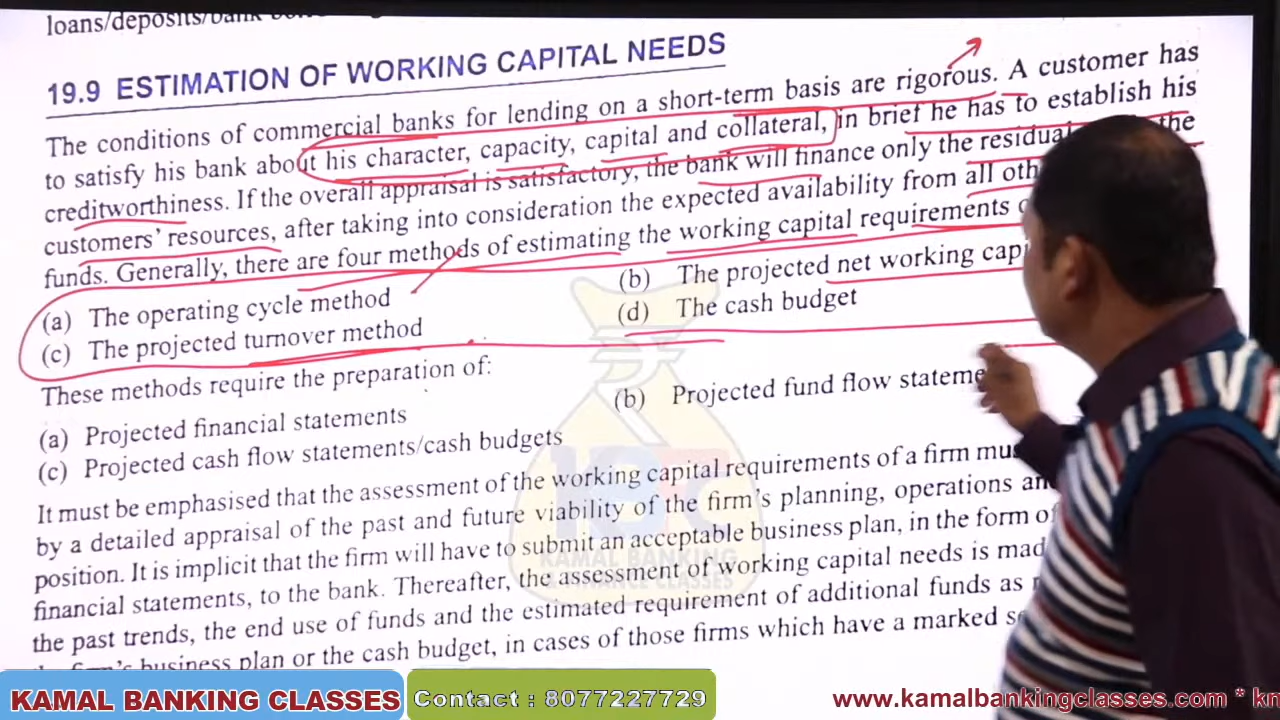 loans/deposits/bank
19.9 ESTIMATION OF WORKING CAPITAL NEEDS
The conditions of commercial banks for lending on a short-term basis are rigorous. A customer has
to satisfy his bank about his character, capacity, capital and collateral, in brief he has to establish his
creditworthiness. If the overall appraisal is satisfactory, the bank will finance only the residual the
customers' resources, after taking into consideration the expected availability from all
funds. Generally, there are four methods of estimating the working capital requirements
(a) The operating cycle method (b) The projected net working
(c) The projected turnover method (d) The cash budget
These methods require the preparation of:
(a) Projected financial statements (b) Projected fund flow
(c) Projected cash flow statements/cash budgets
It must be emphasised that the assessment of the working capital requirements of a firm
by a detailed appraisal of the past and future viability of the firm's planning, operations
position. It is implicit that the firm will have to submit an acceptable business plan, in the form of
financial statements, to the bank. Thereafter, the assessment of working capital needs is
the past trends, the end use of funds and the estimated requirement of additional funds as
business plan or the cash budget, in cases of those firms which have a marked
KAMAL BANKING
& FINANCE CLASSES
KAMAL BANKING CLASSES Contact : 8077227729 www.kamalbankingclasses.com *